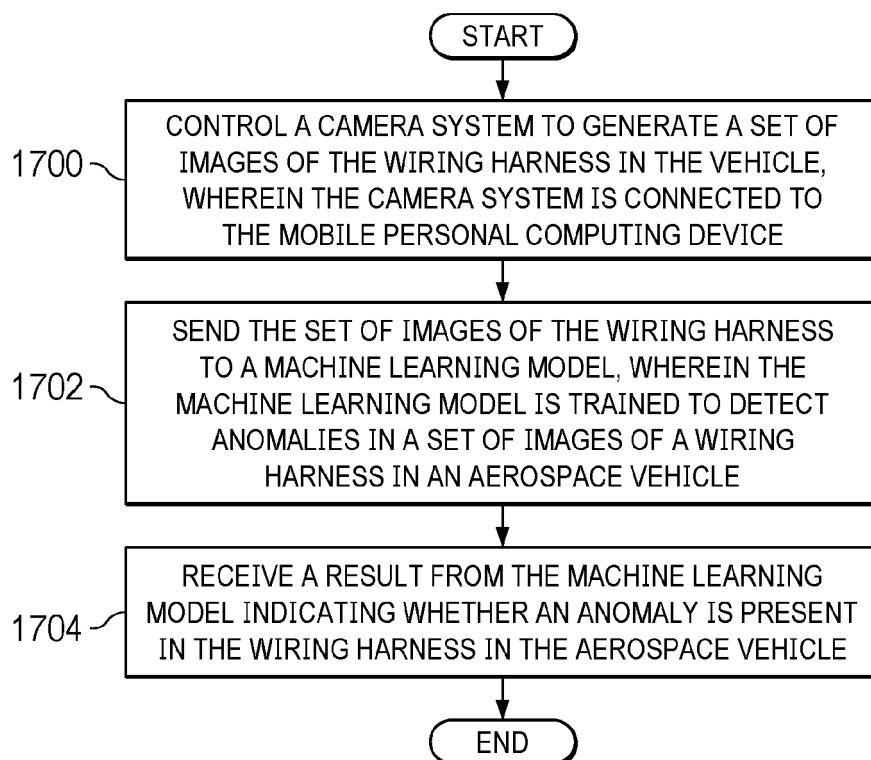 START
1700
CONTROL A CAMERA SYSTEM TO GENERATE A SET OF
IMAGES OF THE WIRING HARNESS IN THE VEHICLE,
WHEREIN THE CAMERA SYSTEM IS CONNECTED TO
THE MOBILE PERSONAL COMPUTING DEVICE
1702
SEND THE SET OF IMAGES OF THE WIRING HARNESS
TO A MACHINE LEARNING MODEL, WHEREIN THE
MACHINE LEARNING MODEL IS TRAINED TO DETECT
ANOMALIES IN A SET OF IMAGES OF A WIRING
HARNESS IN AN AEROSPACE VEHICLE
1704
RECEIVE A RESULT FROM THE MACHINE LEARNING
MODEL INDICATING WHETHER AN ANOMALY IS PRESENT
IN THE WIRING HARNESS IN THE AEROSPACE VEHICLE
END